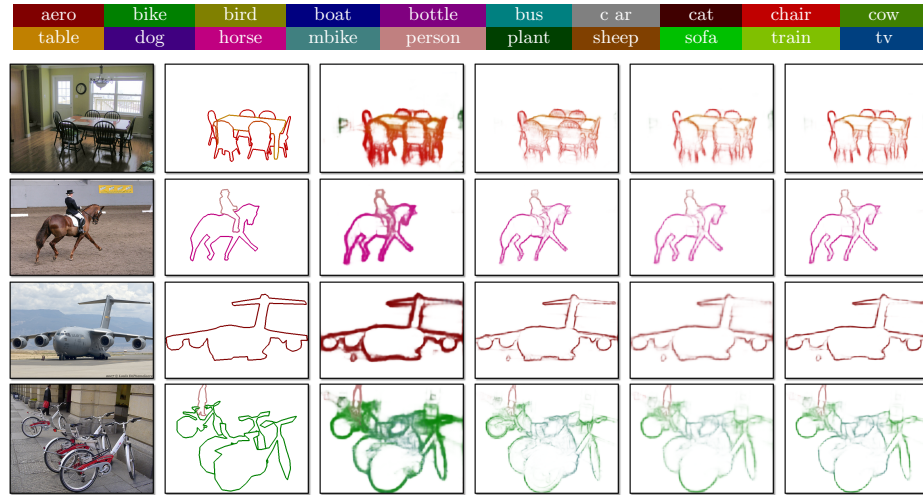 aero bike bird boat bottle bus c ar cat chair cow
table dog horse mbike person plant sheep sofa train tv